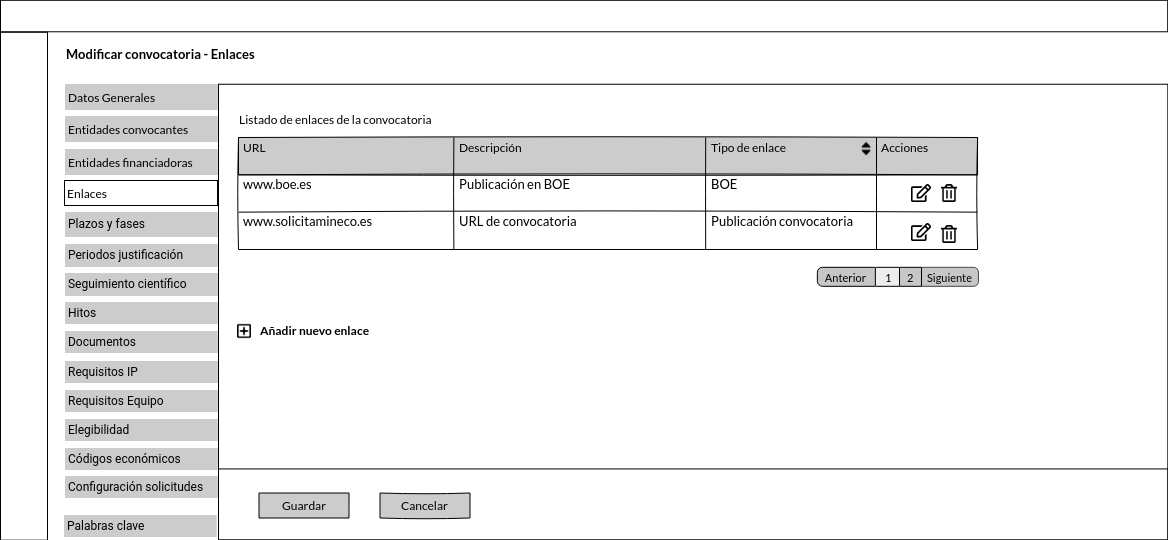 Modificar convocatoria - Enlaces
Datos Generales
Entidades convocantes
Entidades financiadoras
Enlaces
Plazos y fases
Periodos justificación
Seguimiento científico
Hitos
Documentos
Requisitos IP
Requisitos Equipo
Elegibilidad
Códigos económicos
Configuración solicitudes
Palabras clave
Listado de enlaces de la convocatoria
URL Descripción Tipo de enlace Acciones
www.boe.es Publicación en BOE BOE
www.solicitamineco.es URL de convocatoria Publicación convocatoria
Anterior 1 2 Siguiente
Añadir nuevo enlace
Guardar Cancelar